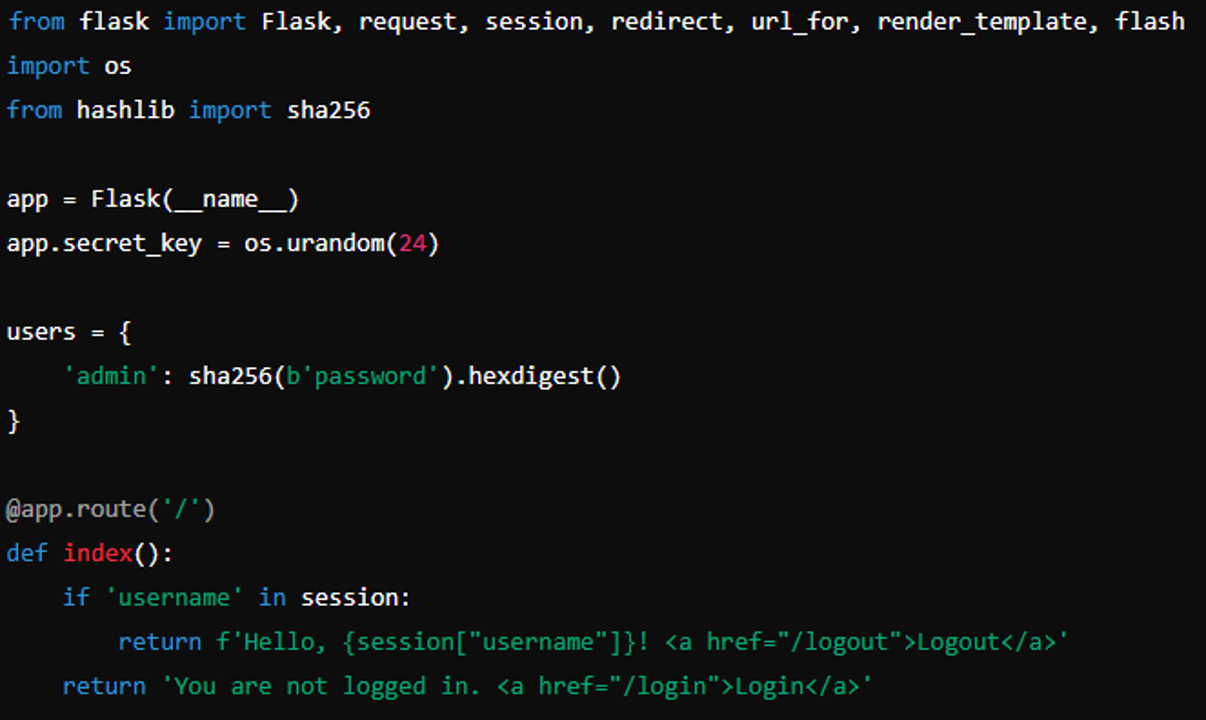 from flask import Flask, request, session, redirect, url_for, render_template, flash
import os
from hashlib import sha256

app = Flask(__name__)
app.secret_key = os.urandom(24)

users = {
    'admin': sha256(b'password').hexdigest()
}

@app.route('/')
def index():
    if 'username' in session:
        return f'Hello, {session["username"]}! <a href="/logout">Logout</a>'
    return 'You are not logged in. <a href="/login">Login</a>'